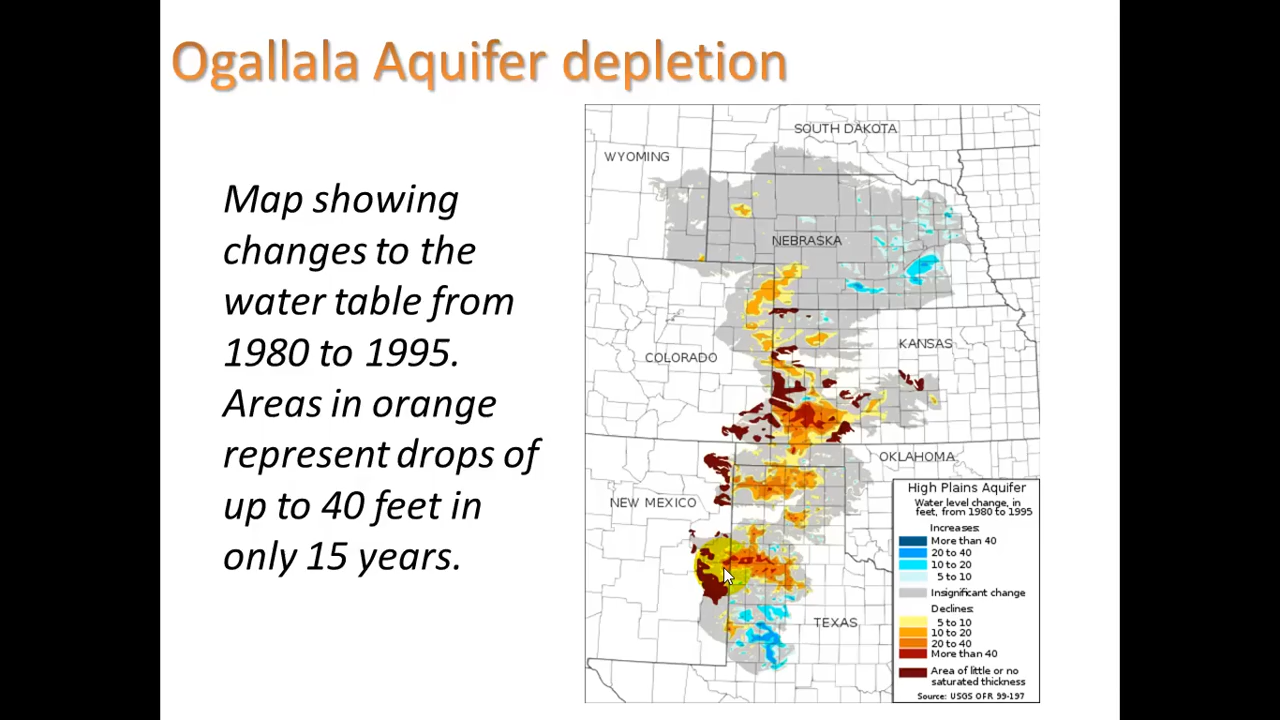 Ogallala Aquifer depletion
Map showing
changes to the
water table from
1980 to 1995.
Areas in orange
represent drops of
up to 40 feet in
only 15 years.
SOUTH DAKOTA
WYOMING
NEBRASKA
COLORADO
KANSAS
OKLAHOMA
NEW MEXICO
TEXAS
High Plains Aquifer
Water level change, in
feet, from 1980 to 1995
Increases:
More than 40
20 to 40
10 to 20
5 to 10
Insignificant change
Declines:
5 to 10
10 to 20
20 to 40
More than 40
Area of little or no
saturated thickness
Source: USGS OFR 99-197